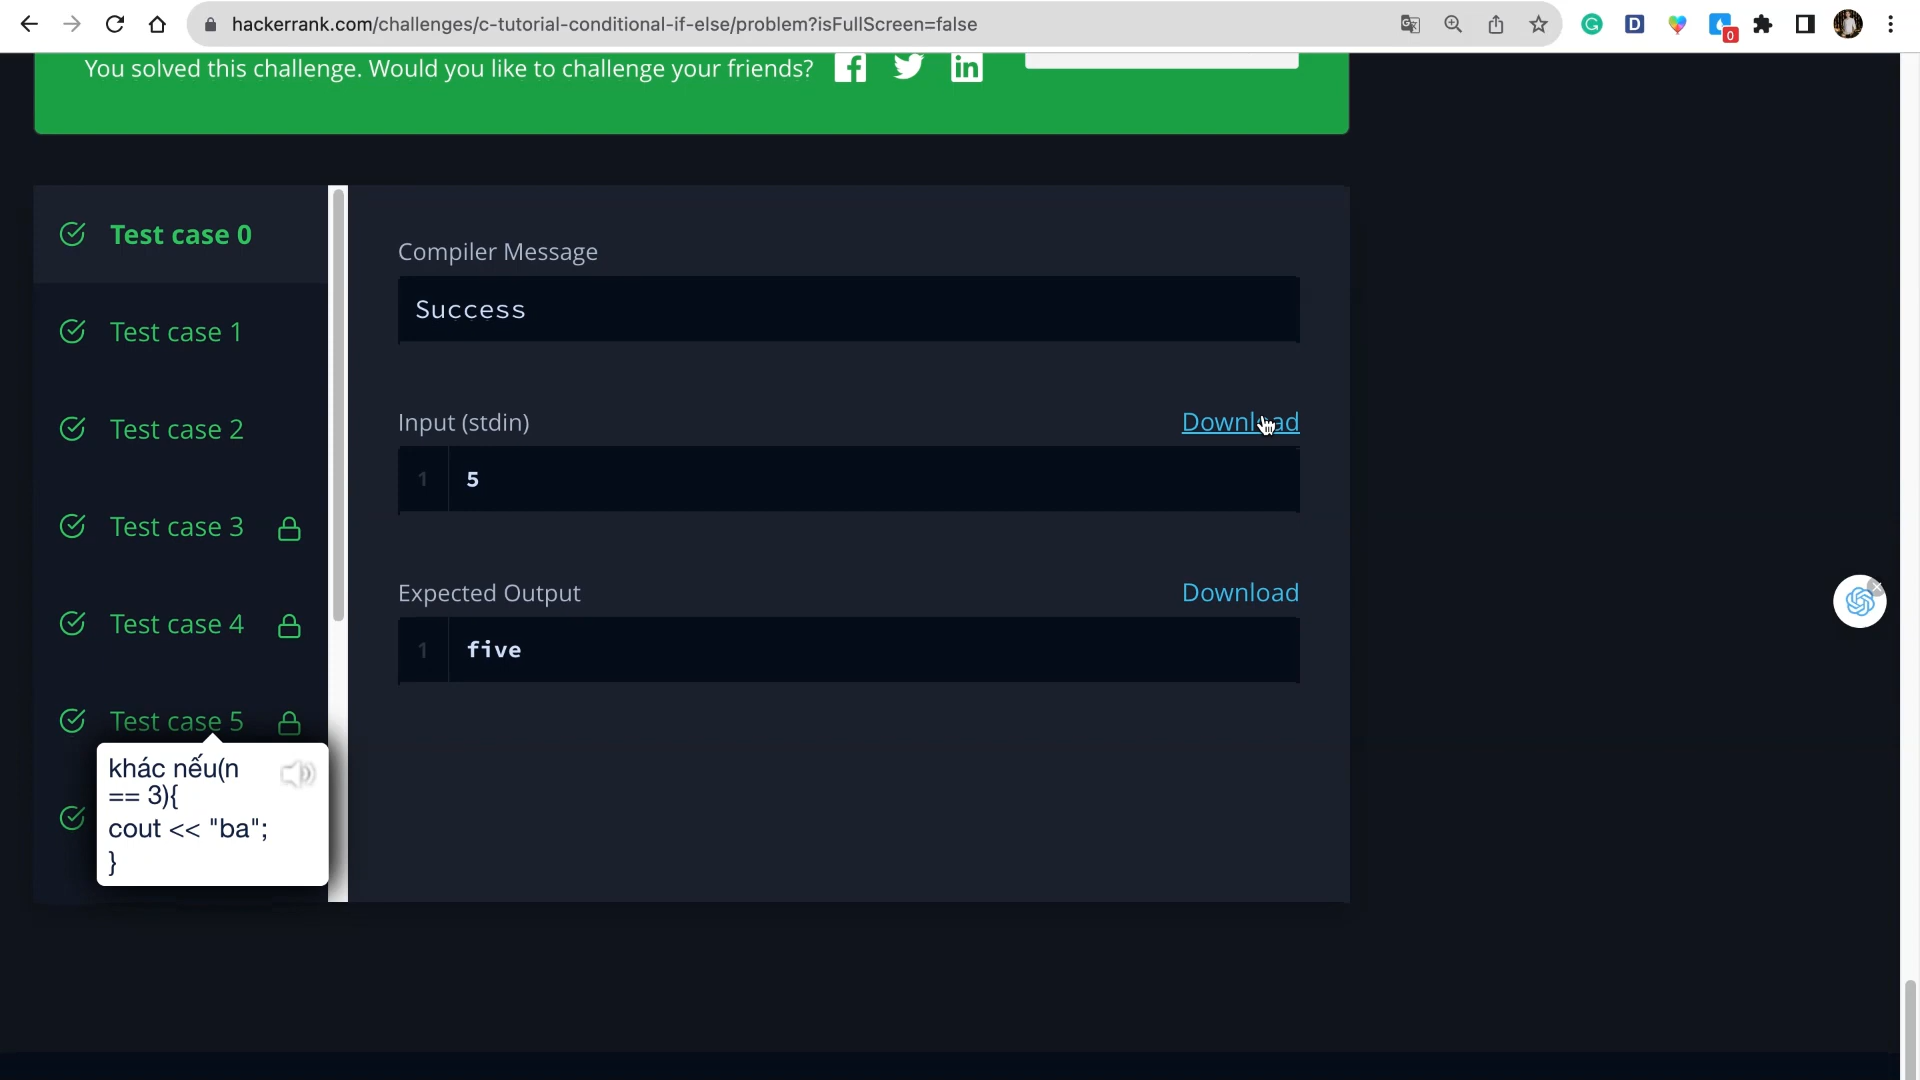 hackerrank.com/challenges/c-tutorial-conditional-if-else/problem?isFullScreen=false
0
You solved this challenge. Would you like to challenge your friends?
Test case 0
Test case 1
Test case 2
Test case 3
Test case 4
Test case 5
khác nếu(n
== 3){
cout << "ba";
}
Compiler Message
Success
Input (stdin)
Download
1 5
Expected Output
Download
1 five